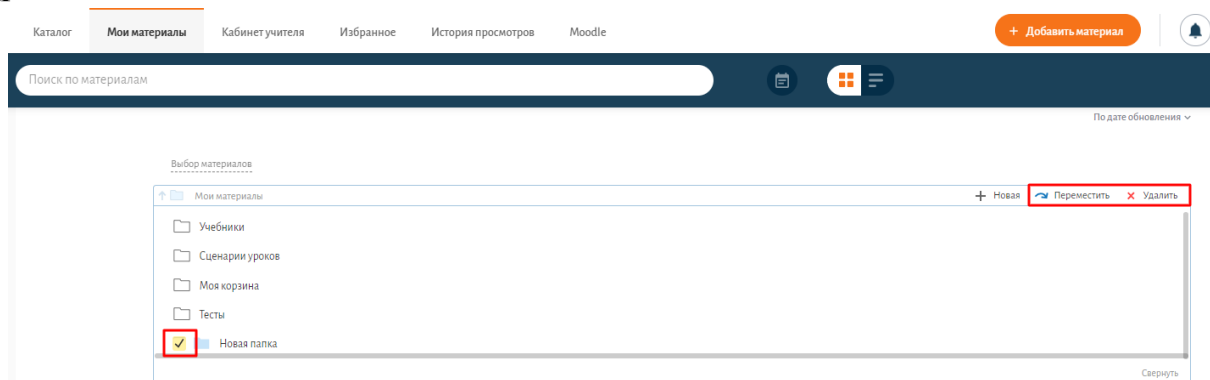 Каталог Мои материалы Кабинет учителя Избранное История просмотров Moodle + Добавить материал
Поиск по материалам
По дате обновления
Выбор материалов
Мои материалы + Новая Переместить × Удалить
Учебники
Сценарии уроков
Моя корзина
Тесты
Новая папка
Свернуть